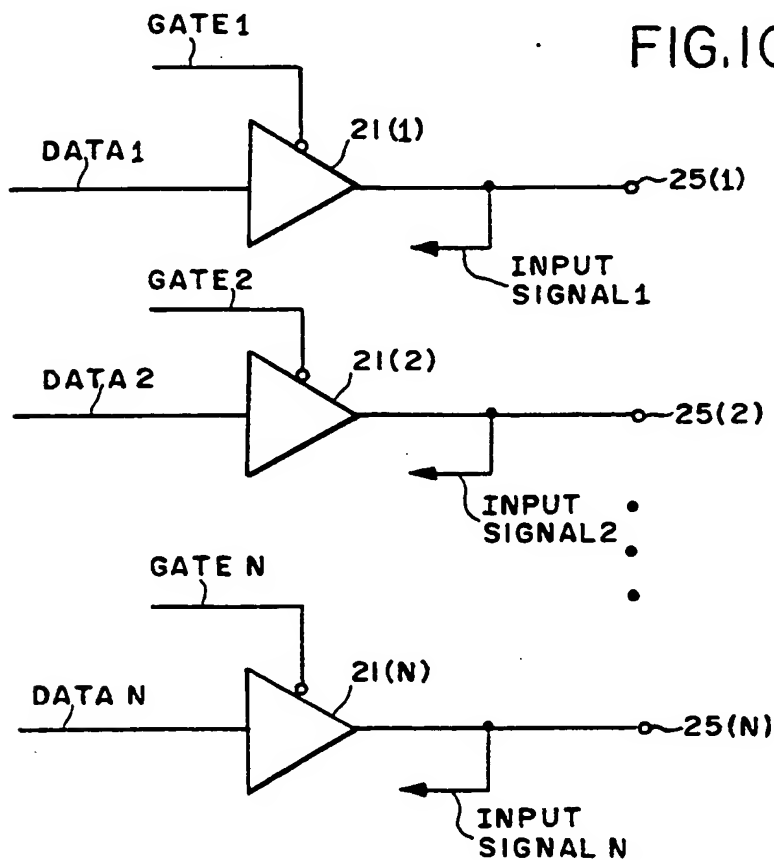 GATE1
FIG.10
21(1)
DATA1
25(1)
INPUT
SIGNAL1
GATE2
21(2)
DATA2
25(2)
INPUT
SIGNAL2
GATE N
21(N)
DATA N
25(N)
INPUT
SIGNAL N